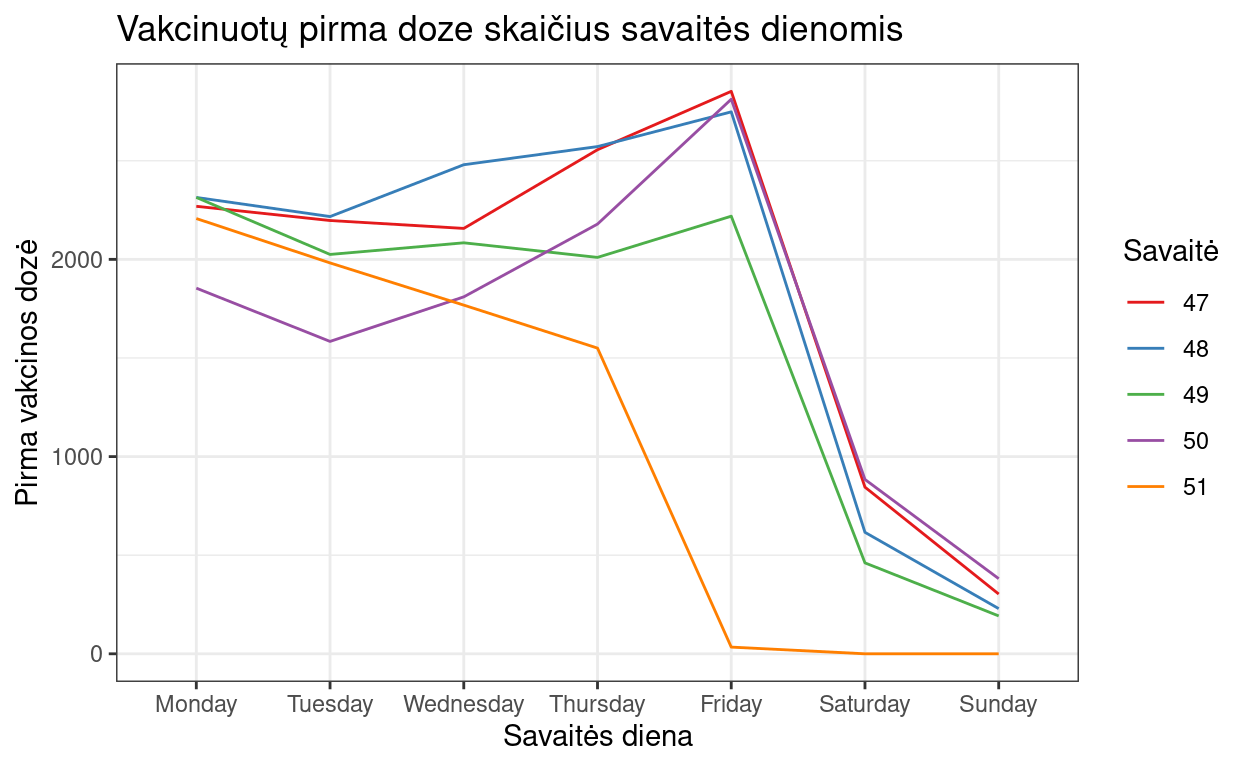 Vakcinuotų pirma doze skaičius savaitės dienomis
Pirma vakcinos dozė
2000
1000
0
Monday Tuesday Wednesday Thursday Friday Saturday Sunday
Savaitės diena
Savaitė
47
48
49
50
51